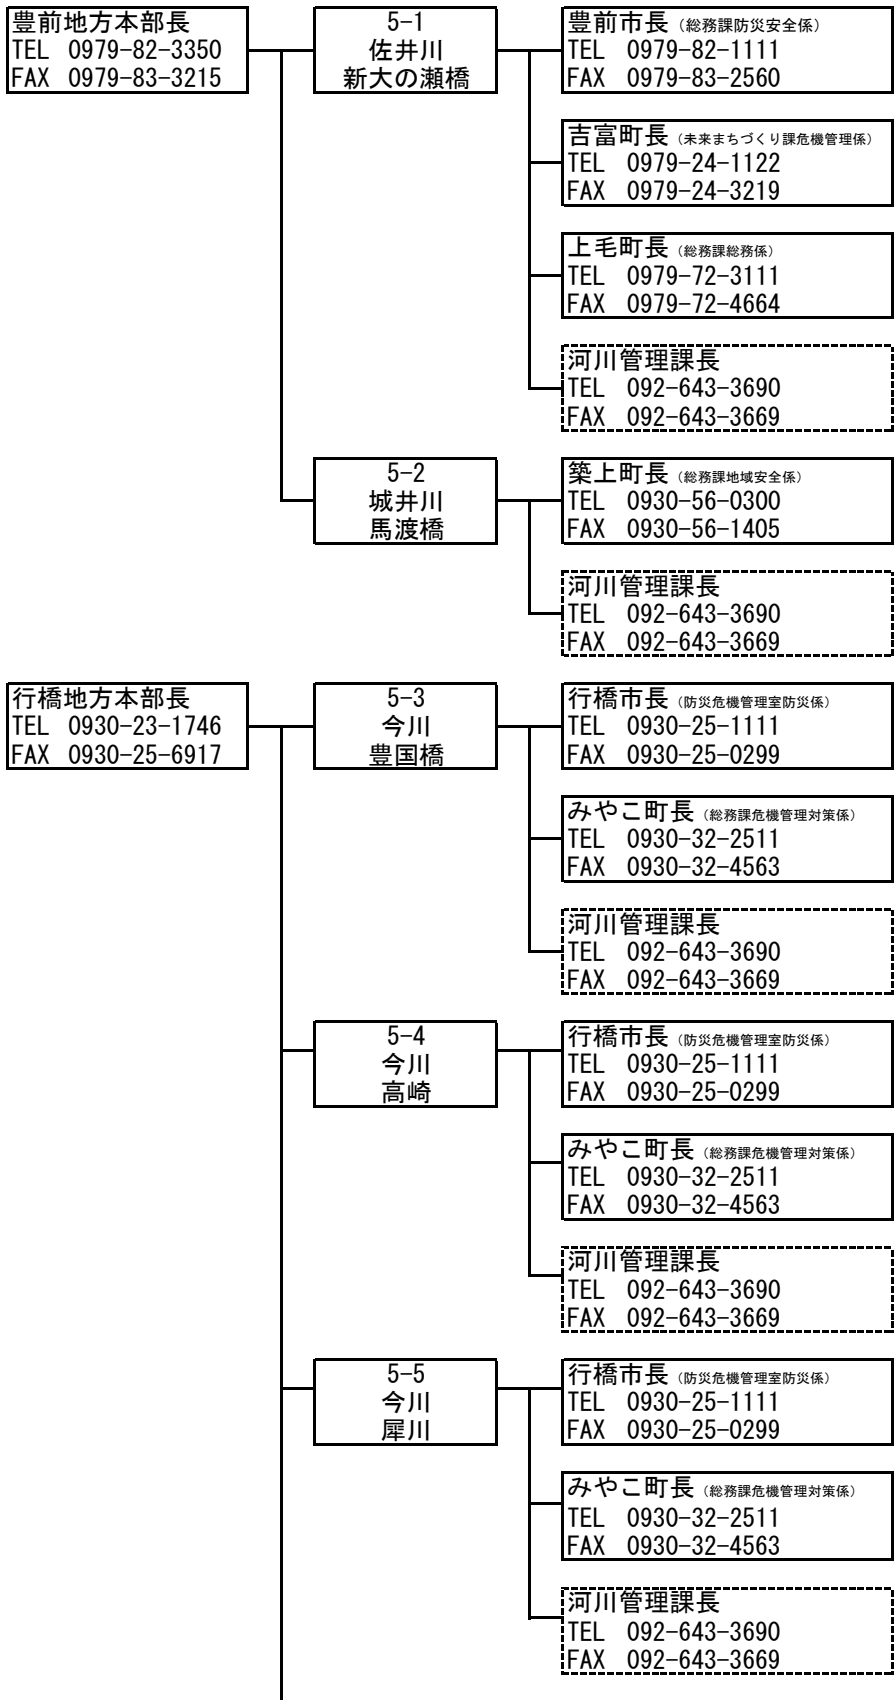 豊前地方本部長
TEL 0979-82-3350
FAX 0979-83-3215
5-1
佐井川
新大の瀬橋
豊前市長 (総務課防災安全係)
TEL 0979-82-1111
FAX 0979-83-2560
吉富町長 (未来まちづくり課危機管理係)
TEL 0979-24-1122
FAX 0979-24-3219
上毛町長 (総務課総務係)
TEL 0979-72-3111
FAX 0979-72-4664
河川管理課長
TEL 092-643-3690
FAX 092-643-3669
5-2
城井川
馬渡橋
築上町長 (総務課地域安全係)
TEL 0930-56-0300
FAX 0930-56-1405
河川管理課長
TEL 092-643-3690
FAX 092-643-3669
行橋地方本部長
TEL 0930-23-1746
FAX 0930-25-6917
5-3
今川
豊国橋
行橋市長 (防災危機管理室防災係)
TEL 0930-25-1111
FAX 0930-25-0299
みやこ町長 (総務課危機管理対策係)
TEL 0930-32-2511
FAX 0930-32-4563
河川管理課長
TEL 092-643-3690
FAX 092-643-3669
5-4
今川
高崎
行橋市長 (防災危機管理室防災係)
TEL 0930-25-1111
FAX 0930-25-0299
みやこ町長 (総務課危機管理対策係)
TEL 0930-32-2511
FAX 0930-32-4563
河川管理課長
TEL 092-643-3690
FAX 092-643-3669
5-5
今川
犀川
行橋市長 (防災危機管理室防災係)
TEL 0930-25-1111
FAX 0930-25-0299
みやこ町長 (総務課危機管理対策係)
TEL 0930-32-2511
FAX 0930-32-4563
河川管理課長
TEL 092-643-3690
FAX 092-643-3669